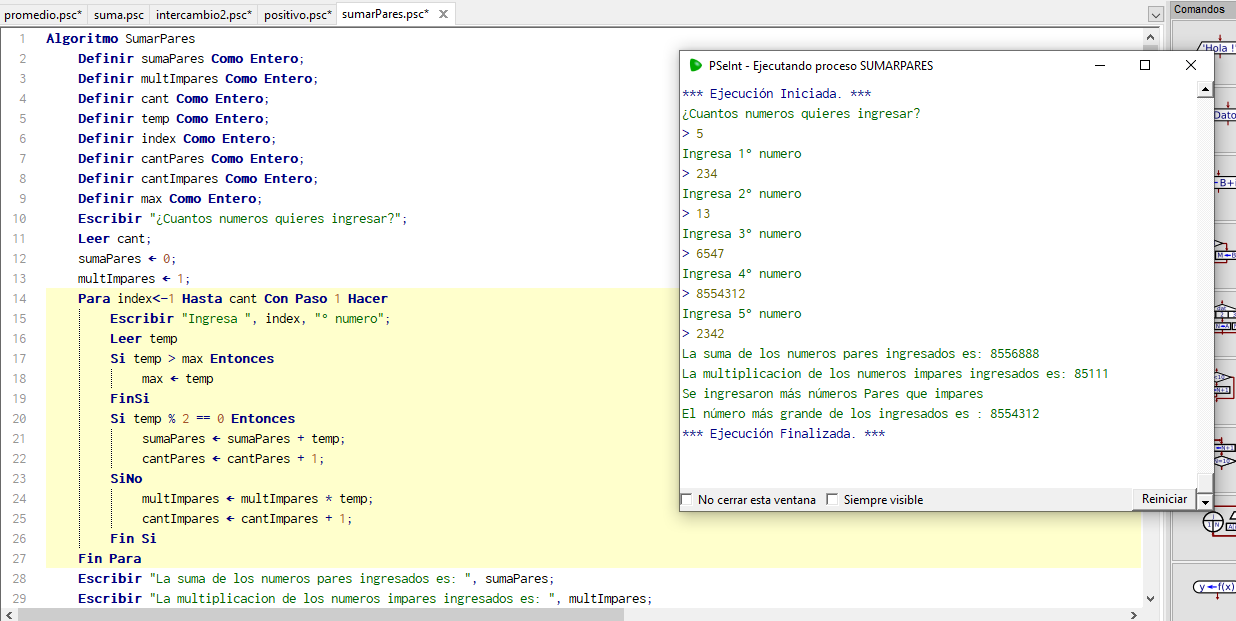 promedio.psc* suma.psc intercambio2.psc* positivo.psc* sumarPares.psc*
Comandos
1 Algoritmo SumarPares
2 Definir sumaPares Como Entero;
3 Definir multImpares Como Entero;
4 Definir cant Como Entero;
5 Definir temp Como Entero;
6 Definir index Como Entero;
7 Definir cantPares Como Entero;
8 Definir cantImpares Como Entero;
9 Definir max Como Entero;
10 Escribir "¿Cuantos numeros quieres ingresar?";
11 Leer cant;
12 sumaPares ← 0;
13 multImpares ← 1;
14 Para index<-1 Hasta cant Con Paso 1 Hacer
15 Escribir "Ingresa ", index, "° numero";
16 Leer temp
17 Si temp > max Entonces
18 max ← temp
19 FinSi
20 Si temp % 2 == 0 Entonces
21 sumaPares ← sumaPares + temp;
22 cantPares ← cantPares + 1;
23 SiNo
24 multImpares ← multImpares * temp;
25 cantImpares ← cantImpares + 1;
26 Fin Si
27 Fin Para
28 Escribir "La suma de los numeros pares ingresados es: ", sumaPares;
29 Escribir "La multiplicacion de los numeros impares ingresados es: ", multImpares;
PSeInt - Ejecutando proceso SUMARPARES
*** Ejecución Iniciada. ***
¿Cuantos numeros quieres ingresar?
> 5
Ingresa 1° numero
> 234
Ingresa 2° numero
> 13
Ingresa 3° numero
> 6547
Ingresa 4° numero
> 8554312
Ingresa 5° numero
> 2342
La suma de los numeros pares ingresados es: 8556888
La multiplicacion de los numeros impares ingresados es: 85111
Se ingresaron más números Pares que impares
El número más grande de los ingresados es : 8554312
*** Ejecución Finalizada. ***
No cerrar esta ventana Siempre visible Reiniciar
'Hola !'
Dato
y←f(x)